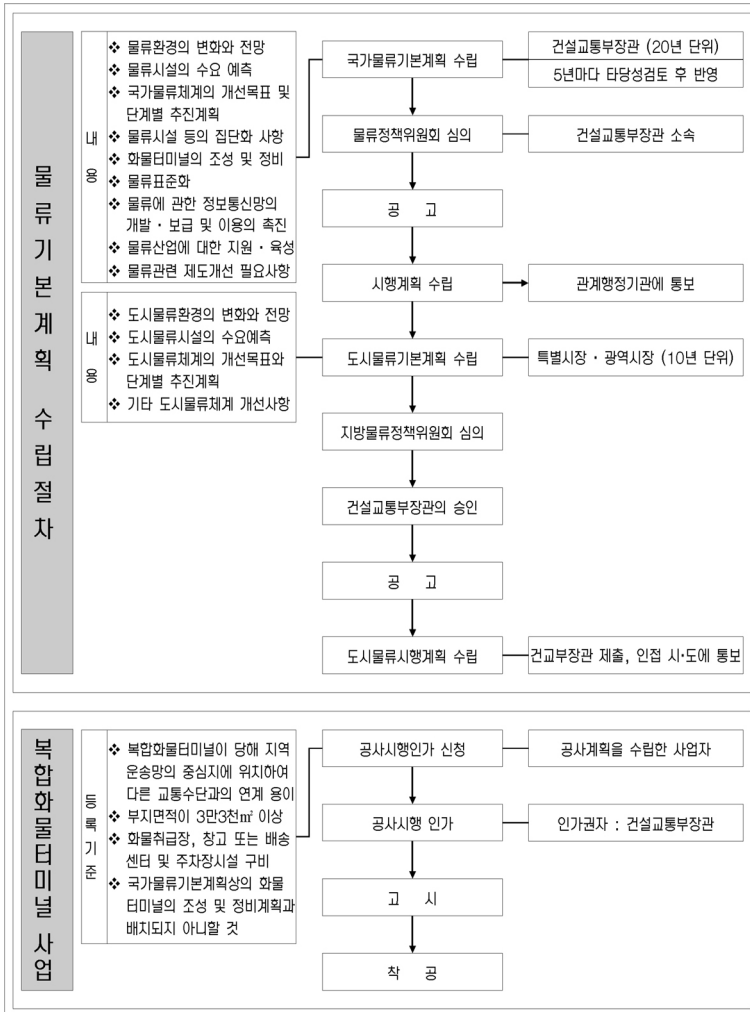 물류기본계획 수립절차
내용
❖ 물류환경의 변화와 전망
❖ 물류시설의 수요 예측
❖ 국가물류체계의 개선목표 및
단계별 추진계획
❖ 물류시설 등의 집단화 사항
❖ 화물터미널의 조성 및 정비
❖ 물류표준화
❖ 물류에 관한 정보통신망의
개발·보급 및 이용의 촉진
❖ 물류산업에 대한 지원·육성
❖ 물류관련 제도개선 필요사항
국가물류기본계획 수립
건설교통부장관 (20년 단위)
5년마다 타당성검토 후 반영
물류정책위원회 심의
건설교통부장관 소속
공 고
시행계획 수립
관계행정기관에 통보
내용
❖ 도시물류환경의 변화와 전망
❖ 도시물류시설의 수요예측
❖ 도시물류체계의 개선목표와
단계별 추진계획
❖ 기타 도시물류체계 개선사항
도시물류기본계획 수립
특별시장·광역시장 (10년 단위)
지방물류정책위원회 심의
건설교통부장관의 승인
공 고
도시물류시행계획 수립
건교부장관 제출, 인접 시·도에 통보
복합화물터미널 사업
등록기준
❖ 복합화물터미널이 당해 지역
운송망의 중심지에 위치하여
다른 교통수단과의 연계 용이
❖ 부지면적이 3만3천㎡ 이상
❖ 화물취급장, 창고 또는 배송
센터 및 주차장시설 구비
❖ 국가물류기본계획상의 화물
터미널의 조성 및 정비계획과
배치되지 아니할 것
공사시행인가 신청
공사계획을 수립한 사업자
공사시행 인가
인가권자 : 건설교통부장관
고 시
착 공